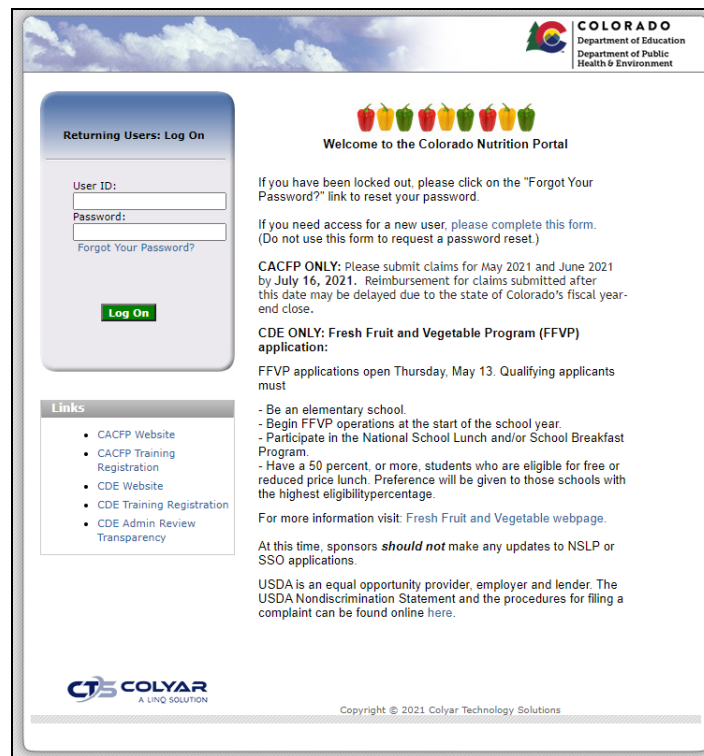 COLORADO
Department of Education
Department of Public
Health & Environment
Returning Users: Log On
User ID:
Password:
Forgot Your Password?
Log On
Links
CACFP Website
CACFP Training
Registration
CDE Website
CDE Training Registration
CDE Admin Review
Transparency
Welcome to the Colorado Nutrition Portal
If you have been locked out, please click on the "Forgot Your
Password?" link to reset your password.
If you need access for a new user, please complete this form.
(Do not use this form to request a password reset.)
CACFP ONLY: Please submit claims for May 2021 and June 2021
by July 16, 2021. Reimbursement for claims submitted after
this date may be delayed due to the state of Colorado's fiscal year-
end close.
CDE ONLY: Fresh Fruit and Vegetable Program (FFVP)
application:
FFVP applications open Thursday, May 13. Qualifying applicants
must
- Be an elementary school.
- Begin FFVP operations at the start of the school year.
- Participate in the National School Lunch and/or School Breakfast
Program.
- Have a 50 percent, or more, students who are eligible for free or
reduced price lunch. Preference will be given to those schools with
the highest eligibilitypercentage.
For more information visit: Fresh Fruit and Vegetable webpage.
At this time, sponsors should not make any updates to NSLP or
SSO applications.
USDA is an equal opportunity provider, employer and lender. The
USDA Nondiscrimination Statement and the procedures for filing a
complaint can be found online here.
CTS COLYAR
A LINQ SOLUTION
Copyright © 2021 Colyar Technology Solutions